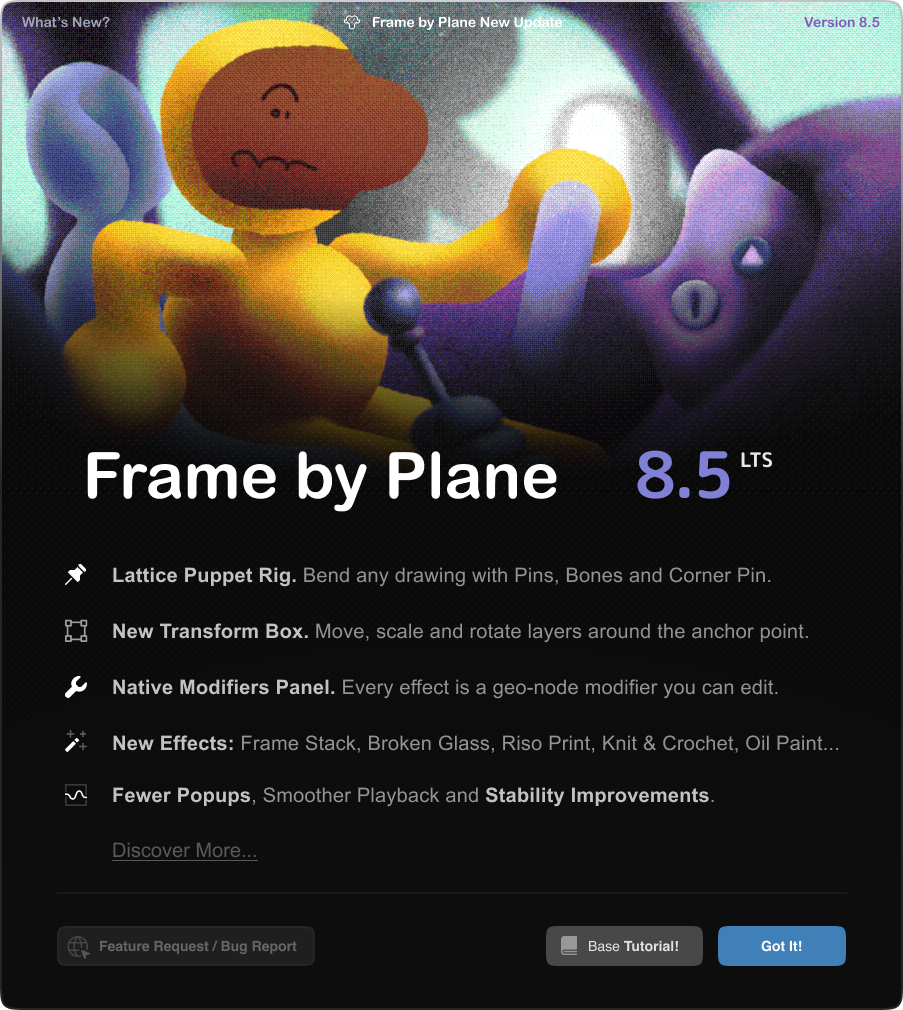 What's New?
Frame by Plane New Update
Version 8.5
Frame by Plane 8.5 LTS
Lattice Puppet Rig. Bend any drawing with Pins, Bones and Corner Pin.
New Transform Box. Move, scale and rotate layers around the anchor point.
Native Modifiers Panel. Every effect is a geo-node modifier you can edit.
New Effects: Frame Stack, Broken Glass, Riso Print, Knit & Crochet, Oil Paint...
Fewer Popups, Smoother Playback and Stability Improvements.
Discover More...
Feature Request / Bug Report
Base Tutorial!
Got It!